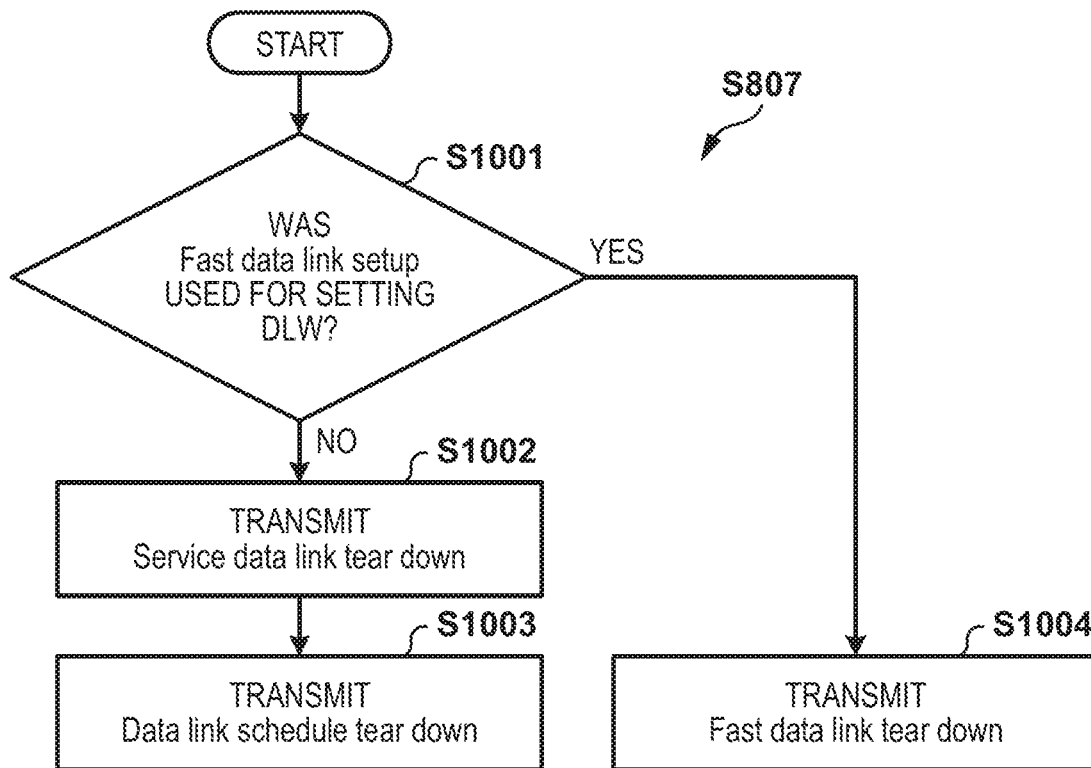 START
S807
S1001
WAS
Fast data link setup
USED FOR SETTING
DLW?
YES
NO
S1002
TRANSMIT
Service data link tear down
S1003
TRANSMIT
Data link schedule tear down
S1004
TRANSMIT
Fast data link tear down